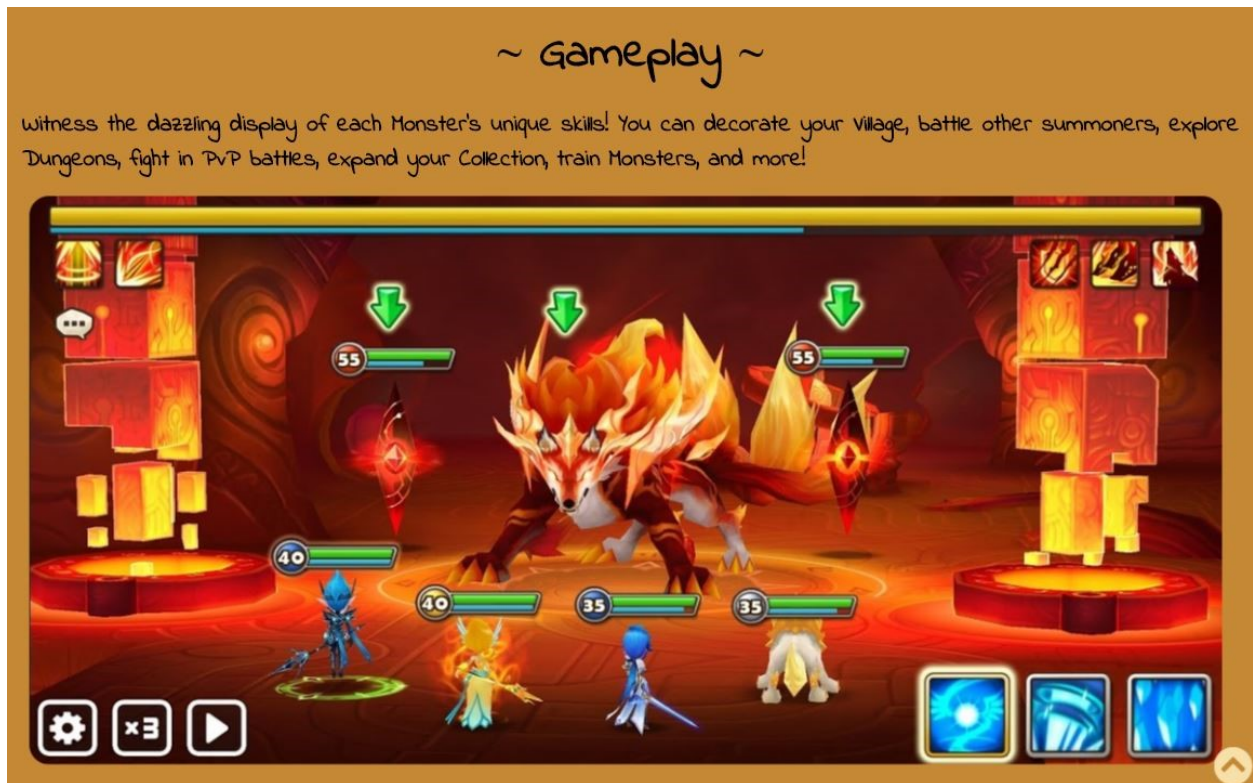 ~ Gameplay ~
Witness the dazzling display of each Monster's unique skills! You can decorate your Village, battle other summoners, explore
Dungeons, fight in PvP battles, expand your Collection, train Monsters, and more!
55
55
40
40
35
35
×3